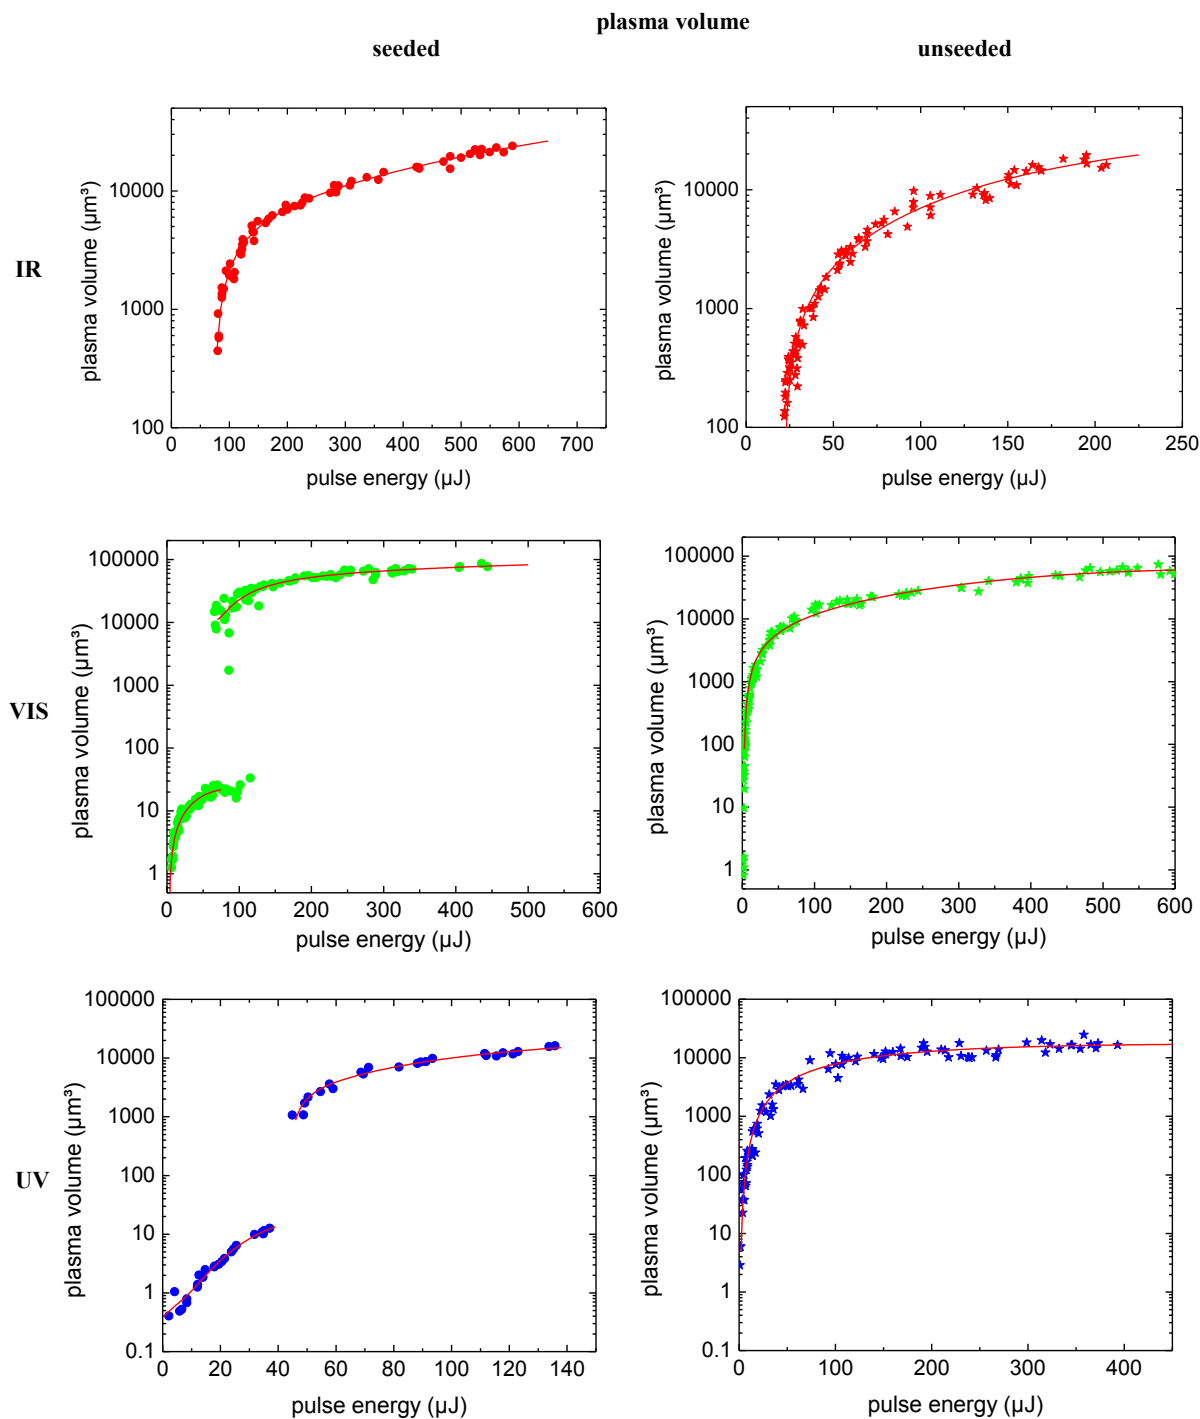 plasma volume
seeded unseeded
IR
plasma volume (µm³)
10000
1000
100
0 100 200 300 400 500 600 700
pulse energy (µJ)
plasma volume (µm³)
10000
1000
100
0 50 100 150 200 250
pulse energy (µJ)
VIS
plasma volume (µm³)
100000
10000
1000
100
10
1
0 100 200 300 400 500 600
pulse energy (µJ)
plasma volume (µm³)
100000
10000
1000
100
10
1
0 100 200 300 400 500 600
pulse energy (µJ)
UV
plasma volume (µm³)
100000
10000
1000
100
10
1
0.1
0 20 40 60 80 100 120 140
pulse energy (µJ)
plasma volume (µm³)
100000
10000
1000
100
10
1
0.1
0 100 200 300 400
pulse energy (µJ)